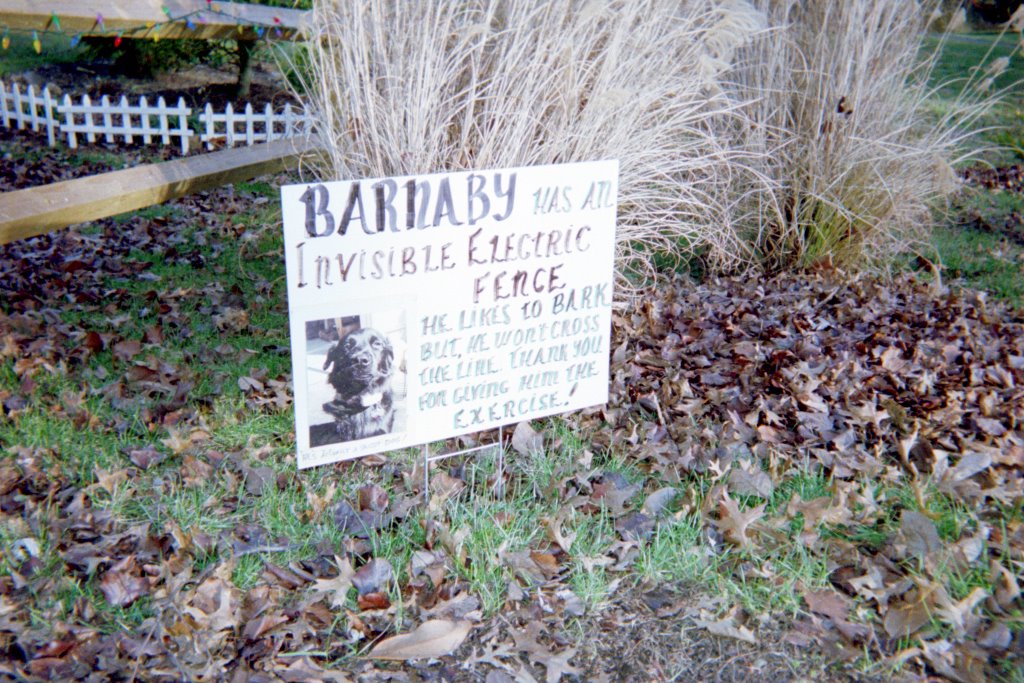 BARNABY HAS AN
INVISIBLE ELECTRIC
FENCE
HE LIKES TO BARK
BUT, HE WON'T CROSS
THE LINE. THANK YOU
FOR GIVING HIM THE
EXERCISE!